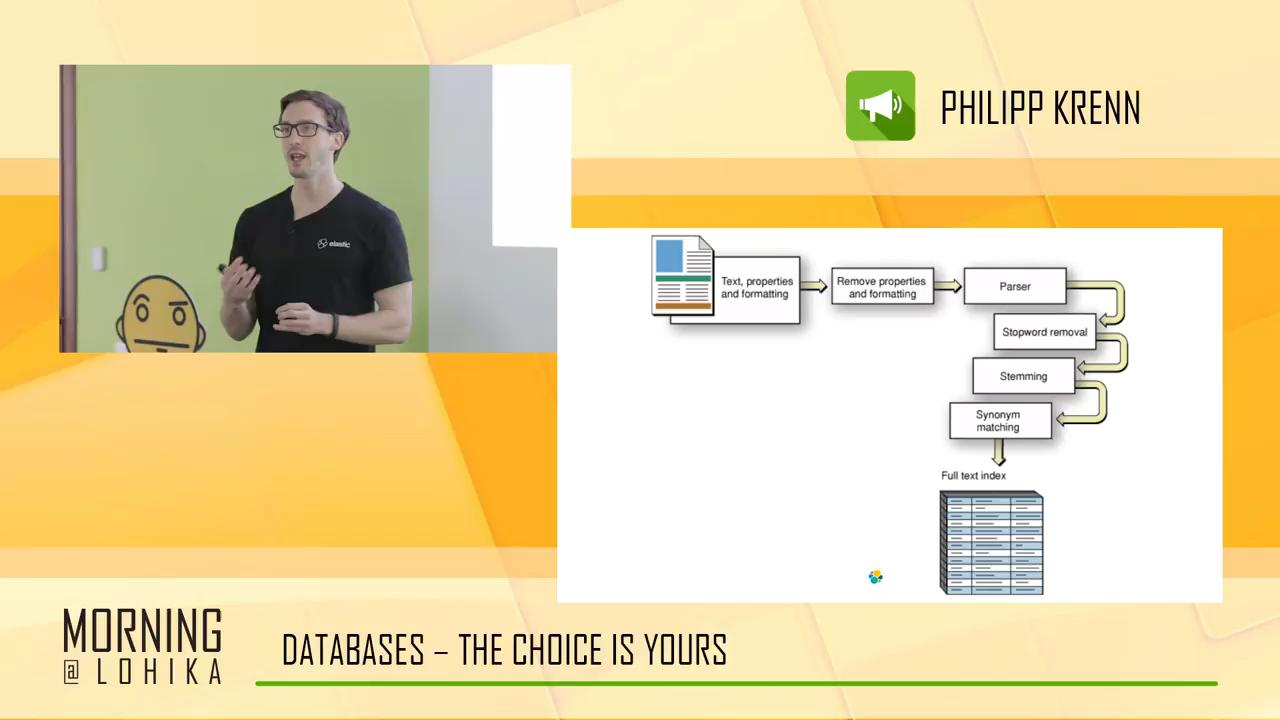 PHILIPP KRENN
elastic
Text, properties
and formatting
Remove properties
and formatting
Parser
Stopword removal
Stemming
Synonym
matching
Full text index
MORNING
@ LOHIKA
DATABASES – THE CHOICE IS YOURS